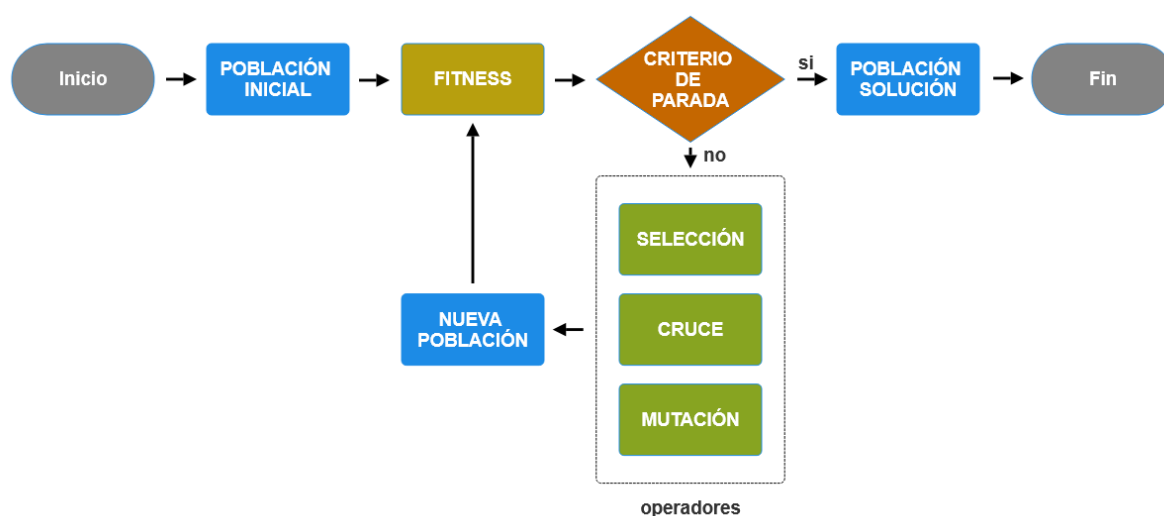 Inicio
POBLACIÓN
INICIAL
FITNESS
CRITERIO
DE
PARADA
si
POBLACIÓN
SOLUCIÓN
Fin
no
SELECCIÓN
CRUCE
MUTACIÓN
operadores
NUEVA
POBLACIÓN